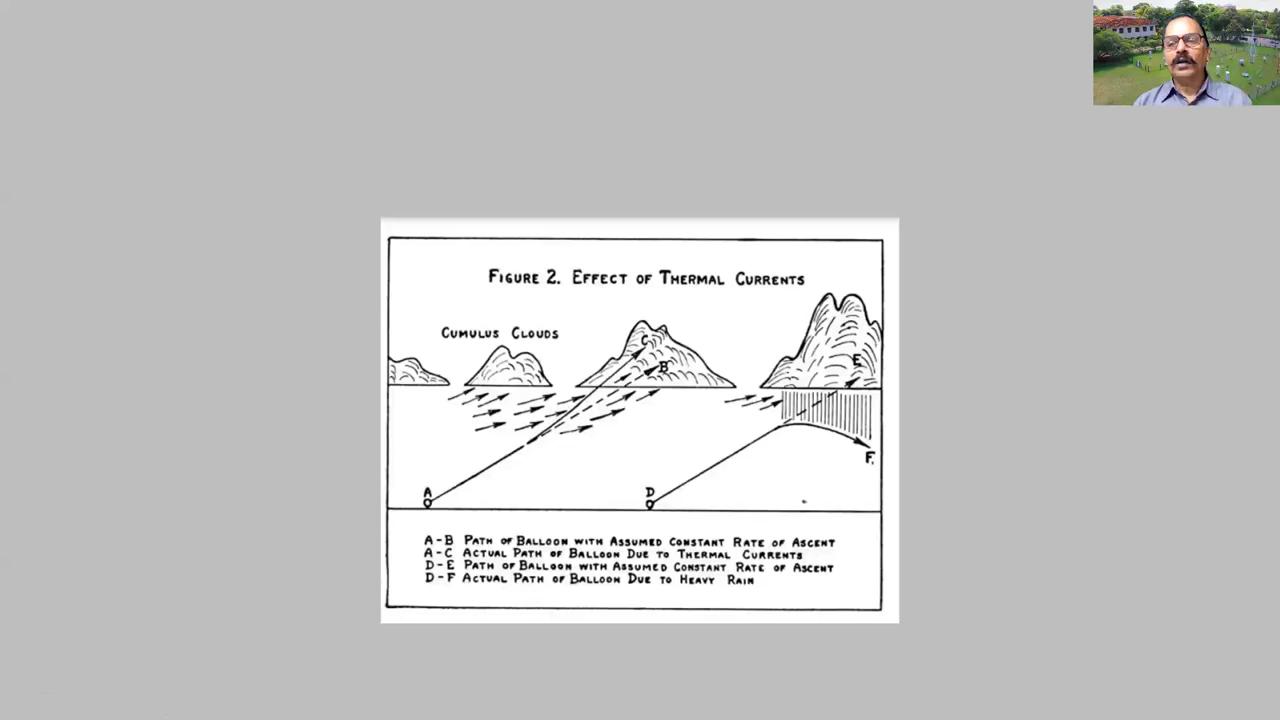 FIGURE 2. EFFECT OF THERMAL CURRENTS
CUMULUS CLOUDS
C
B
E
F.
A
D
A-B PATH OF BALLOON WITH ASSUMED CONSTANT RATE OF ASCENT
A-C ACTUAL PATH OF BALLOON DUE TO THERMAL CURRENTS
D-E PATH OF BALLOON WITH ASSUMED CONSTANT RATE OF ASCENT
D-F ACTUAL PATH OF BALLOON DUE TO HEAVY RAIN